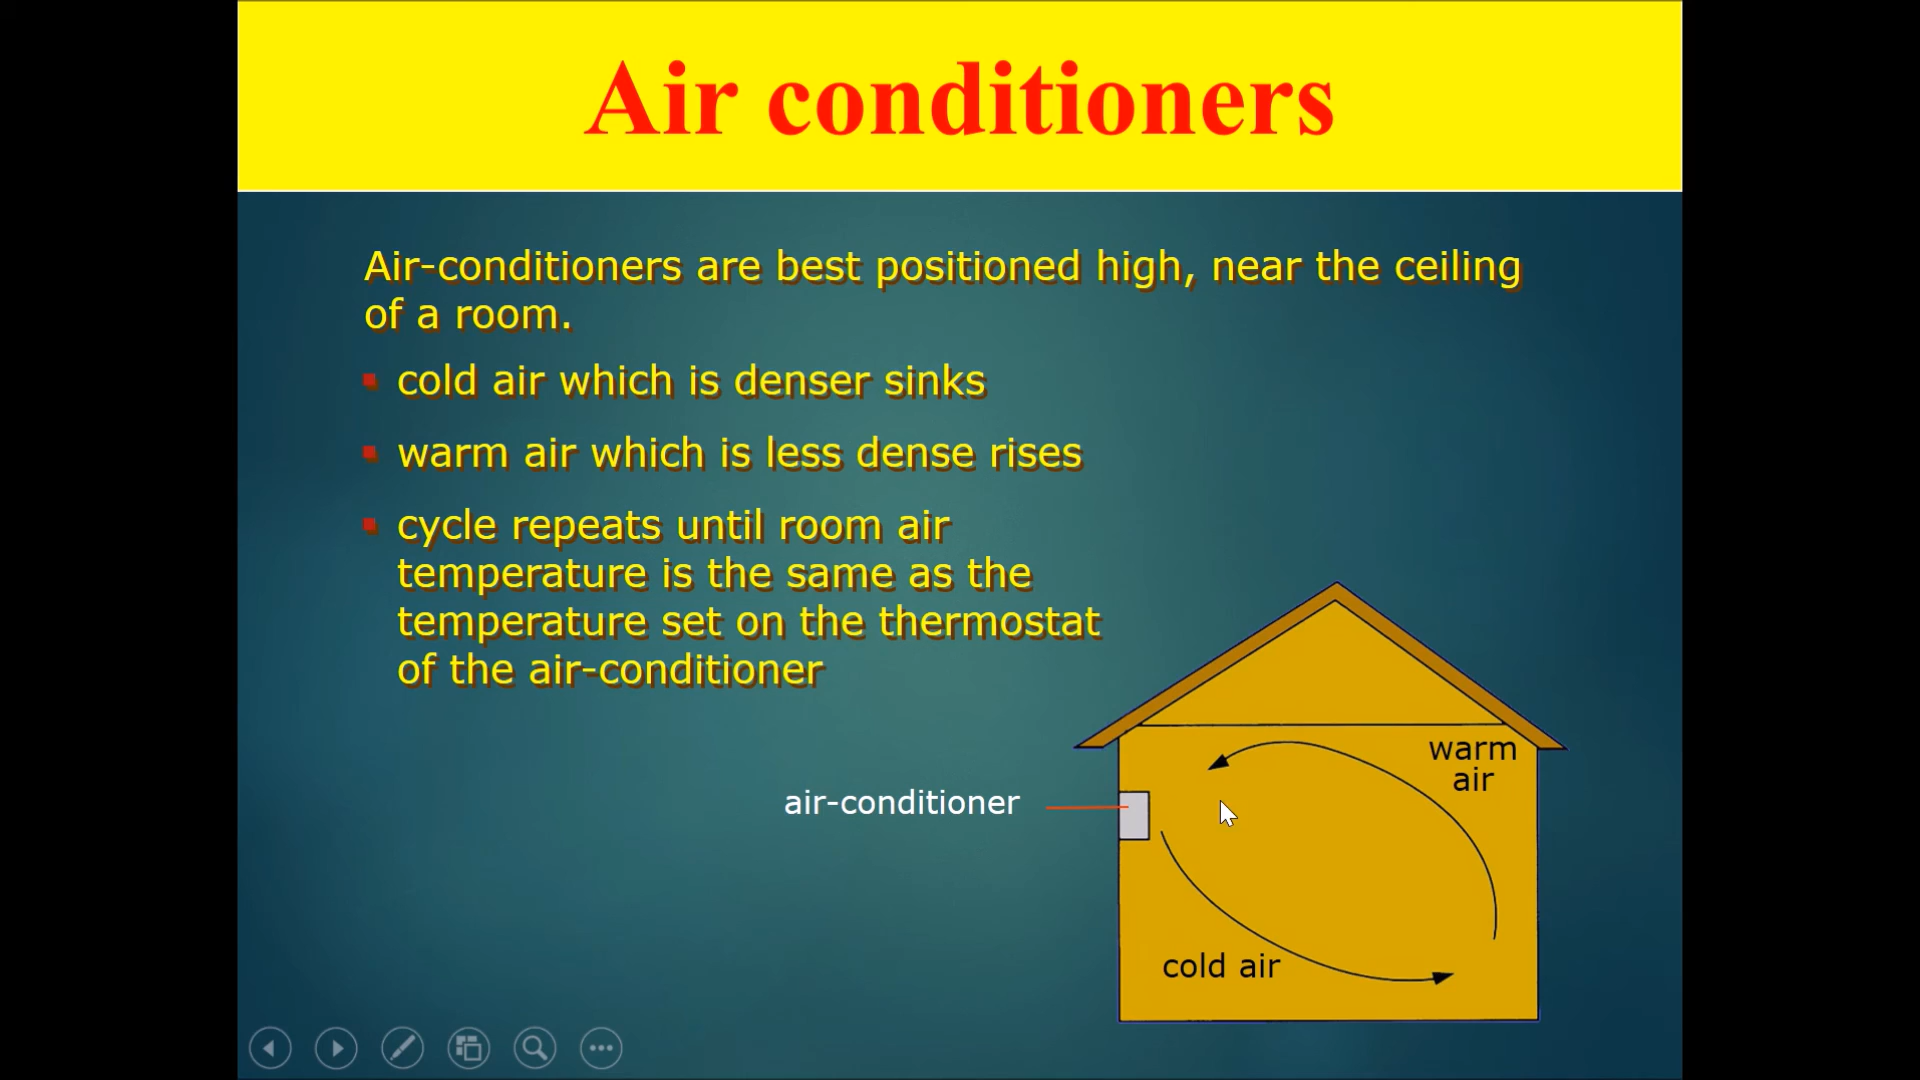 Air conditioners
Air-conditioners are best positioned high, near the ceiling
of a room.
cold air which is denser sinks
warm air which is less dense rises
cycle repeats until room air
temperature is the same as the
temperature set on the thermostat
of the air-conditioner
warm
air
air-conditioner
cold air